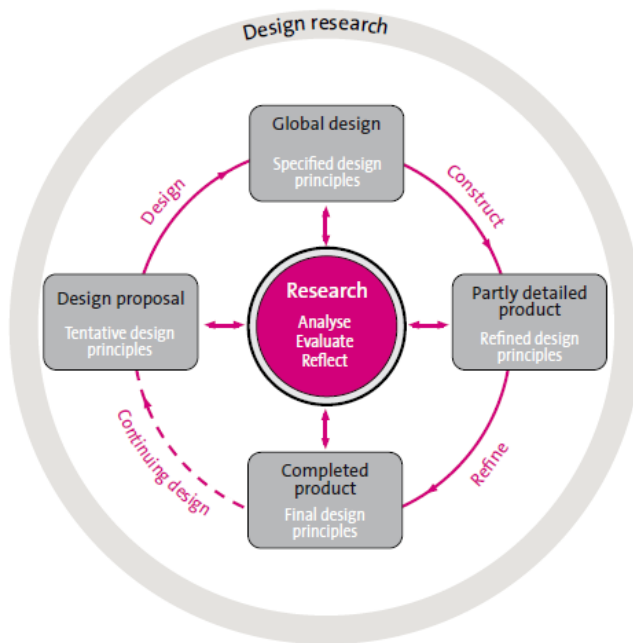 Design research
Global design
Specified design
principles
Design
Construct
Design proposal
Tentative design
principles
Research
Analyse
Evaluate
Reflect
Partly detailed
product
Refined design
principles
Continuing design
Refine
Completed
product
Final design
principles